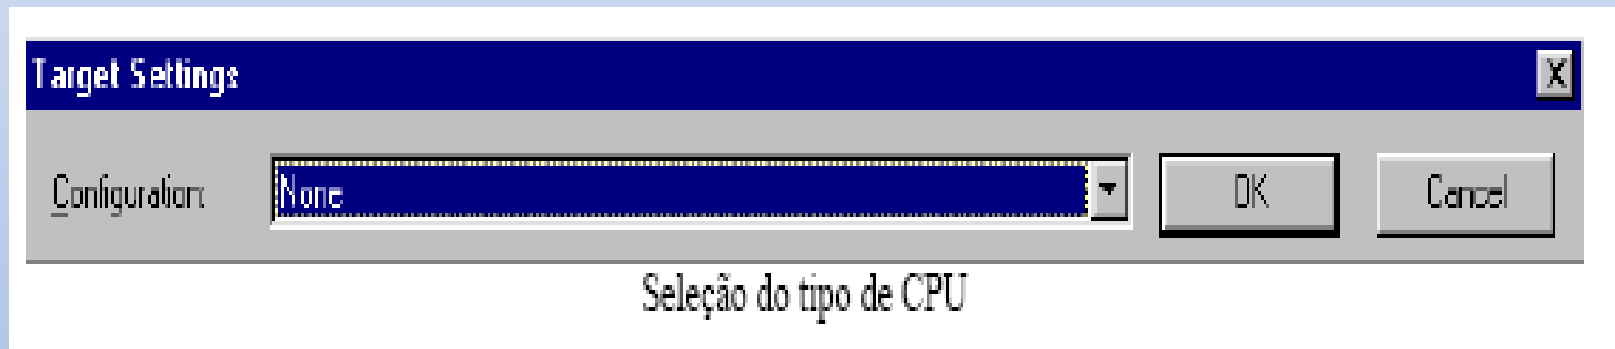 Target Settings
Configuration: None OK Cancel
Seleção do tipo de CPU